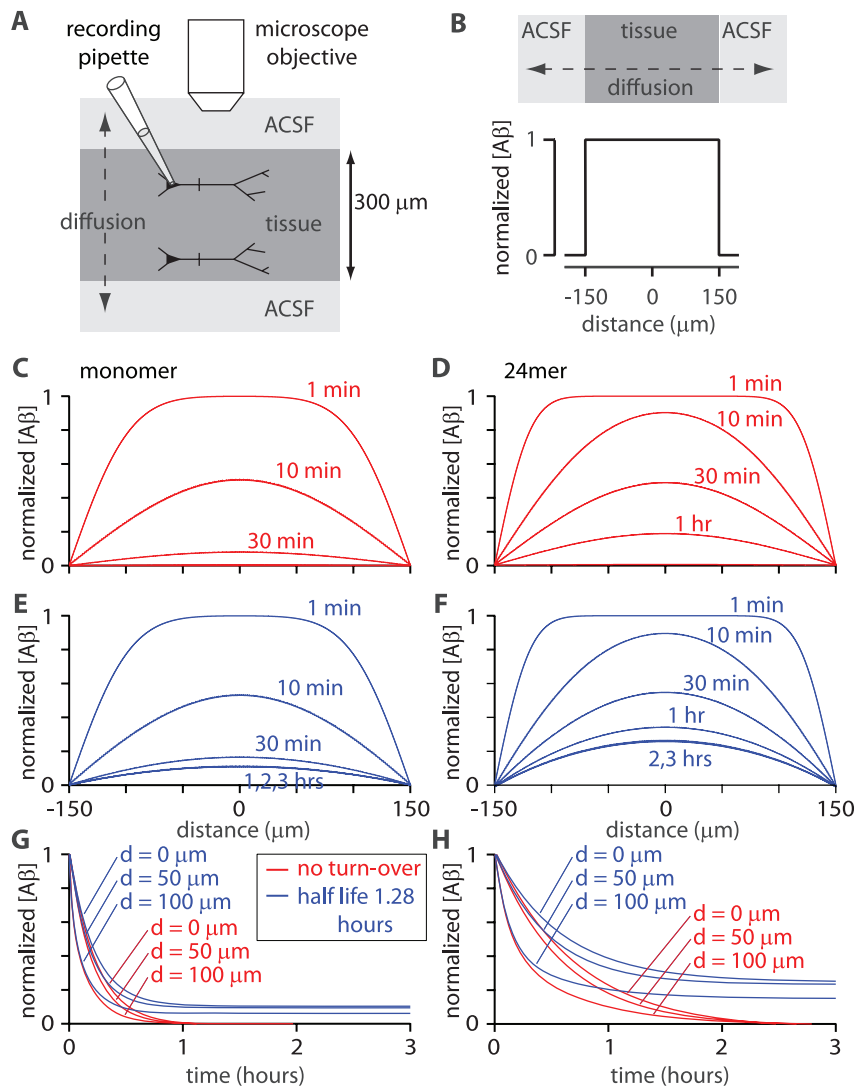 A
recording
pipette
microscope
objective
ACSF
diffusion
tissue
300 μm
ACSF
B
ACSF
tissue
ACSF
diffusion
normalized [Aβ]
1
0
-150
0
150
distance (μm)
C
monomer
normalized [Aβ]
1
0
1 min
10 min
30 min
D
24mer
normalized [Aβ]
1
0
1 min
10 min
30 min
1 hr
E
normalized [Aβ]
1
0
1 min
10 min
30 min
1,2,3 hrs
-150
0
150
distance (μm)
F
normalized [Aβ]
1
0
1 min
10 min
30 min
1 hr
2,3 hrs
-150
0
150
distance (μm)
G
normalized [Aβ]
1
0
d = 0 μm
d = 50 μm
d = 100 μm
d = 0 μm
d = 50 μm
d = 100 μm
no turn-over
half life 1.28
hours
0
1
2
3
time (hours)
H
normalized [Aβ]
1
0
d = 0 μm
d = 50 μm
d = 100 μm
d = 0 μm
d = 50 μm
d = 100 μm
0
1
2
3
time (hours)